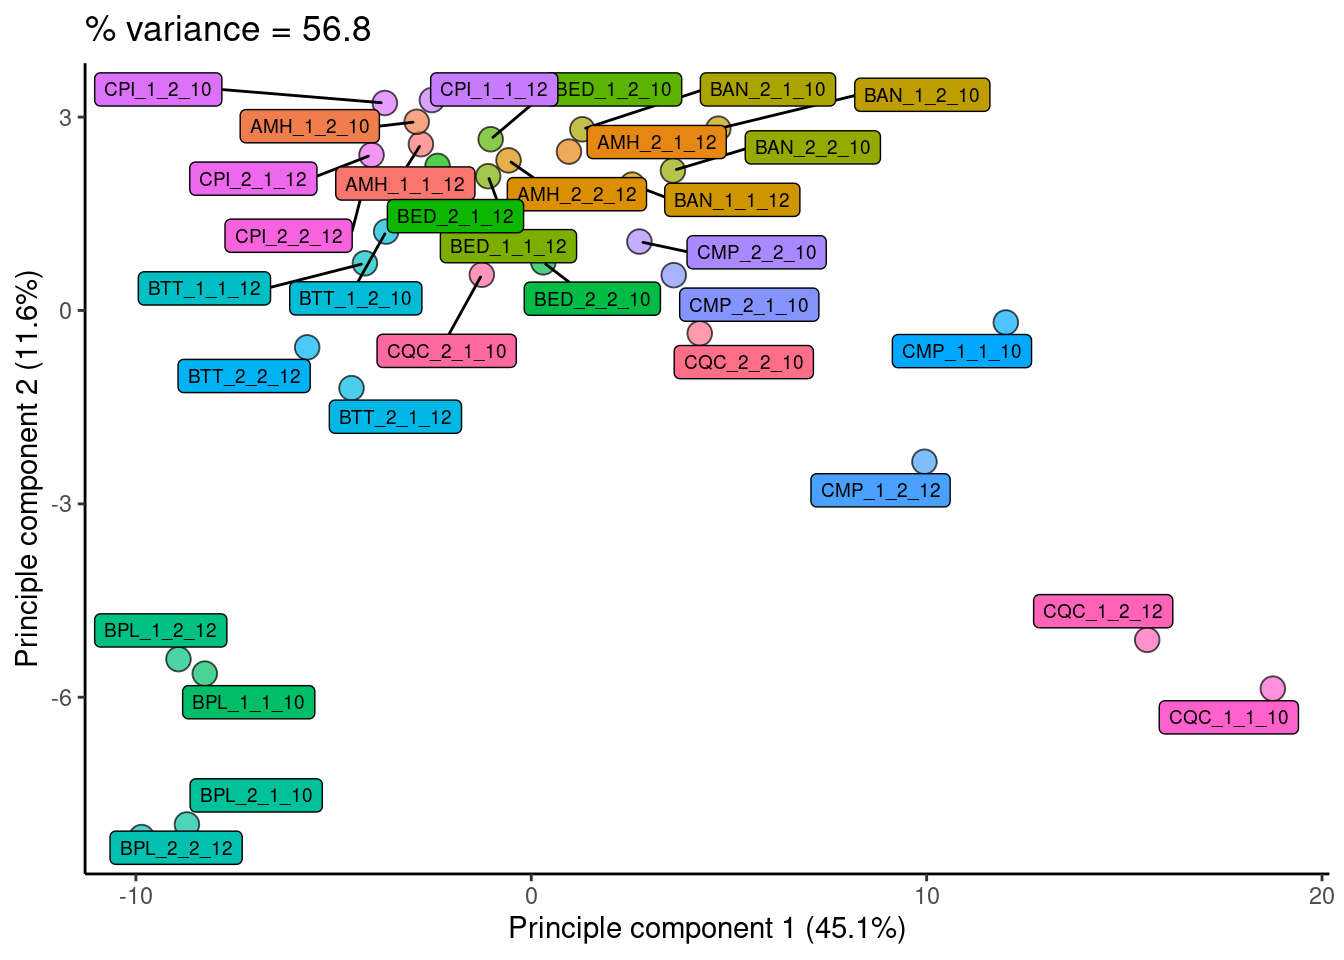 % variance = 56.8
CPI_1_2_10
CPI_1_1_12
BED_1_2_10
BAN_2_1_10
BAN_1_2_10
AMH_1_2_10
AMH_2_1_12
BAN_2_2_10
CPI_2_1_12
AMH_1_1_12
AMH_2_2_12
BAN_1_1_12
BED_2_1_12
CPI_2_2_12
BED_1_1_12
CMP_2_2_10
BTT_1_1_12
BTT_1_2_10
BED_2_2_10
CMP_2_1_10
CQC_2_1_10
CQC_2_2_10
CMP_1_1_10
BTT_2_2_12
BTT_2_1_12
CMP_1_2_12
CQC_1_2_12
BPL_1_2_12
BPL_1_1_10
CQC_1_1_10
BPL_2_1_10
BPL_2_2_12
3
0
-3
-6
Principle component 2 (11.6%)
-10
0
10
20
Principle component 1 (45.1%)